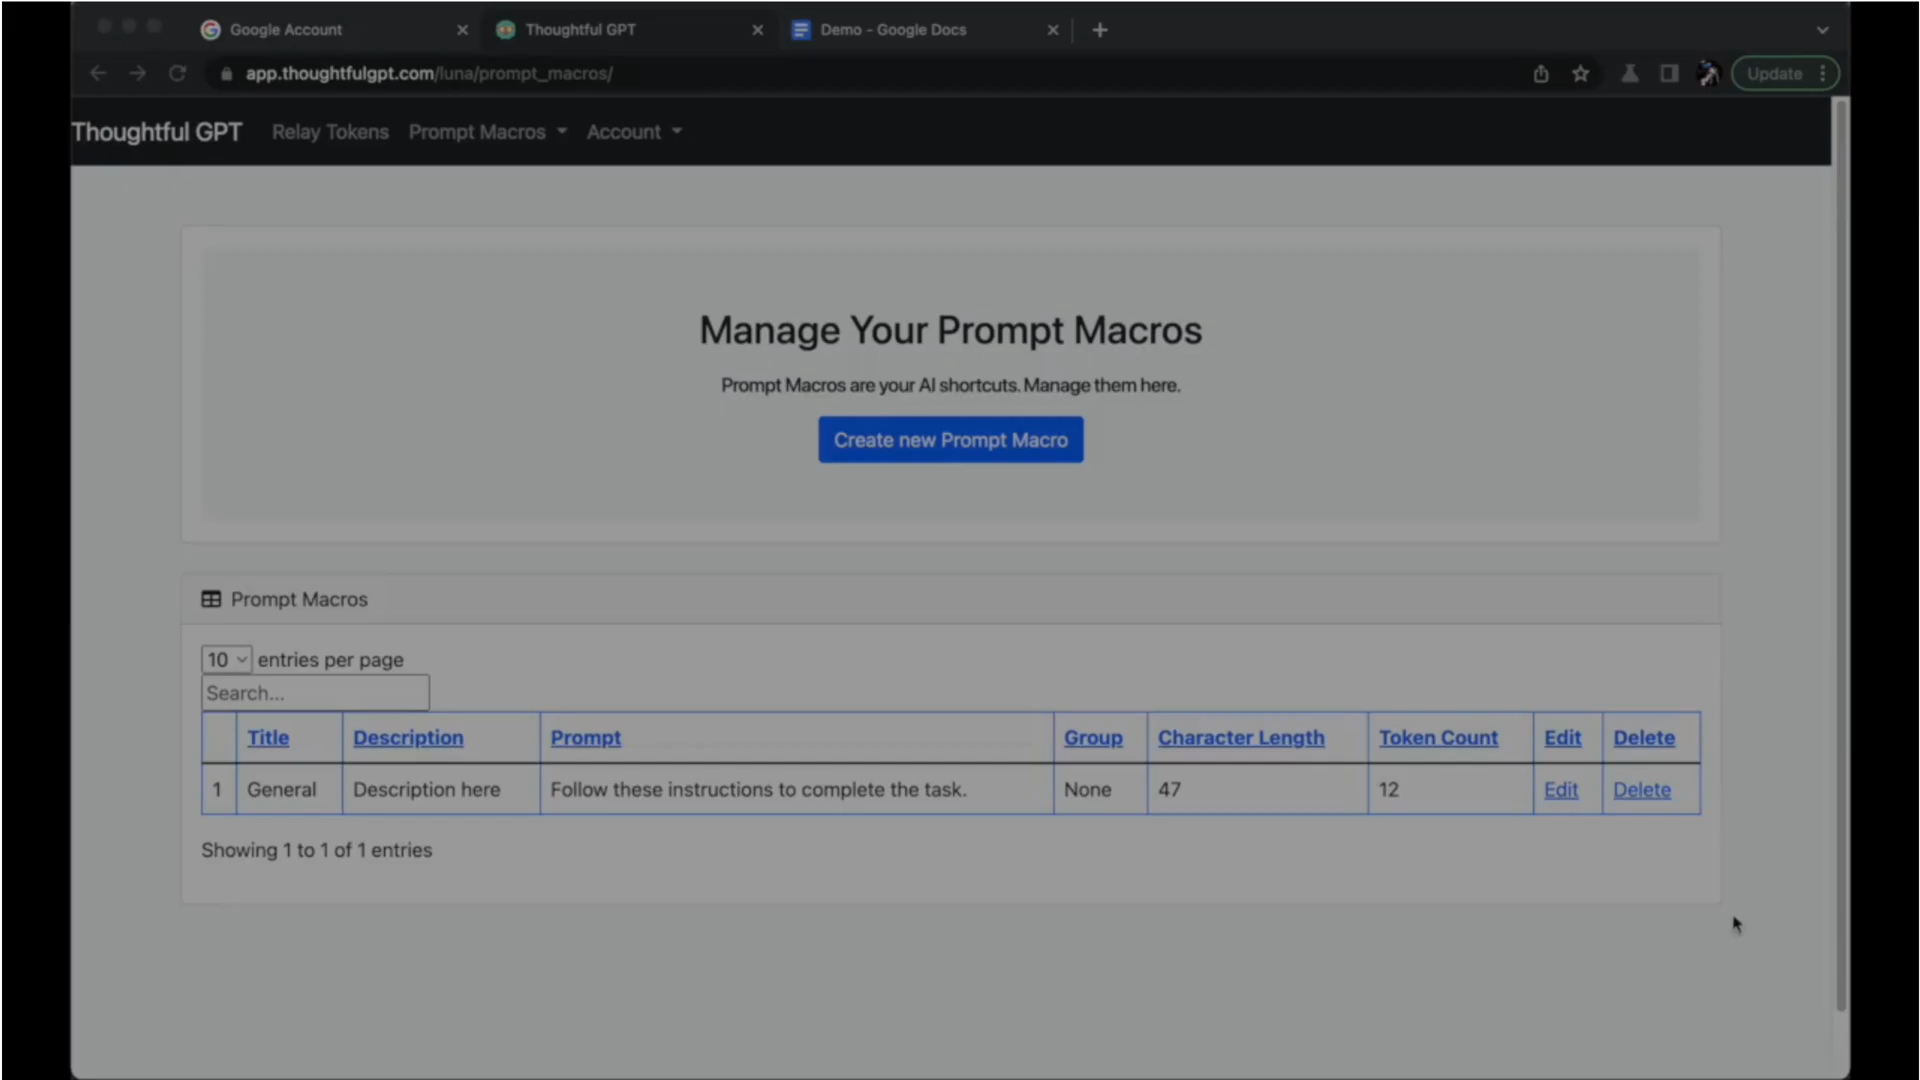 Google Account
Thoughtful GPT
Demo - Google Docs
app.thoughtfulgpt.com/luna/prompt_macros/
Update
Thoughtful GPT Relay Tokens Prompt Macros Account
Manage Your Prompt Macros
Prompt Macros are your AI shortcuts. Manage them here.
Create new Prompt Macro
Prompt Macros
10 entries per page
Search...
Title Description Prompt Group Character Length Token Count Edit Delete
1 General Description here Follow these instructions to complete the task. None 47 12 Edit Delete
Showing 1 to 1 of 1 entries